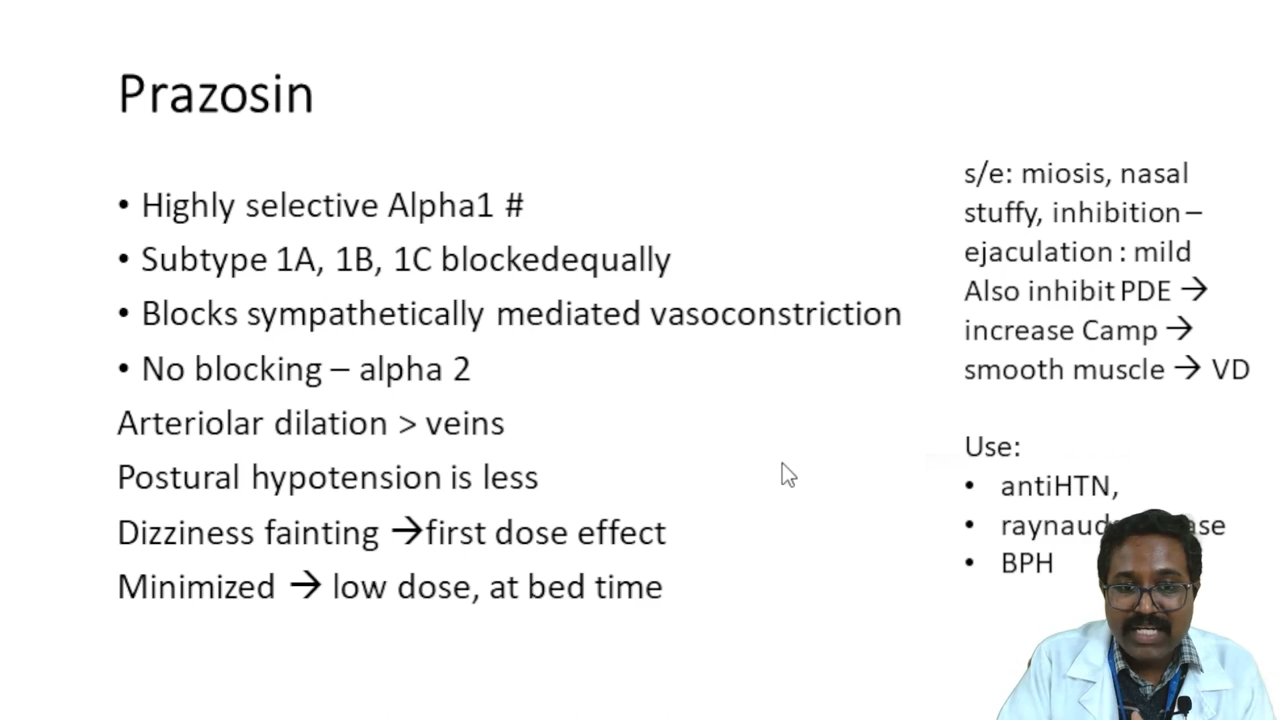 Prazosin
• Highly selective Alpha1 #
• Subtype 1A, 1B, 1C blockedequally
• Blocks sympathetically mediated vasoconstriction
• No blocking – alpha 2
Arteriolar dilation > veins
Postural hypotension is less
Dizziness fainting →first dose effect
Minimized → low dose, at bed time
s/e: miosis, nasal
stuffy, inhibition –
ejaculation : mild
Also inhibit PDE →
increase Camp →
smooth muscle → VD
Use:
• antiHTN,
•
• BPH